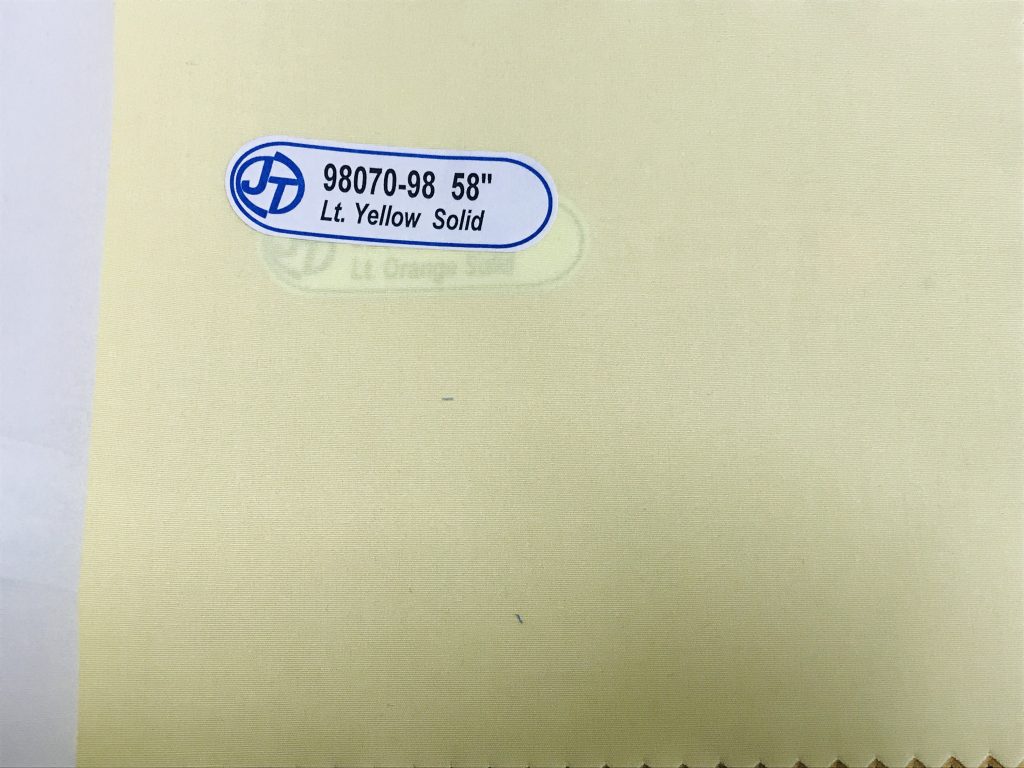 JT
98070-98 58"
Lt. Yellow Solid
Lt Orange Solid